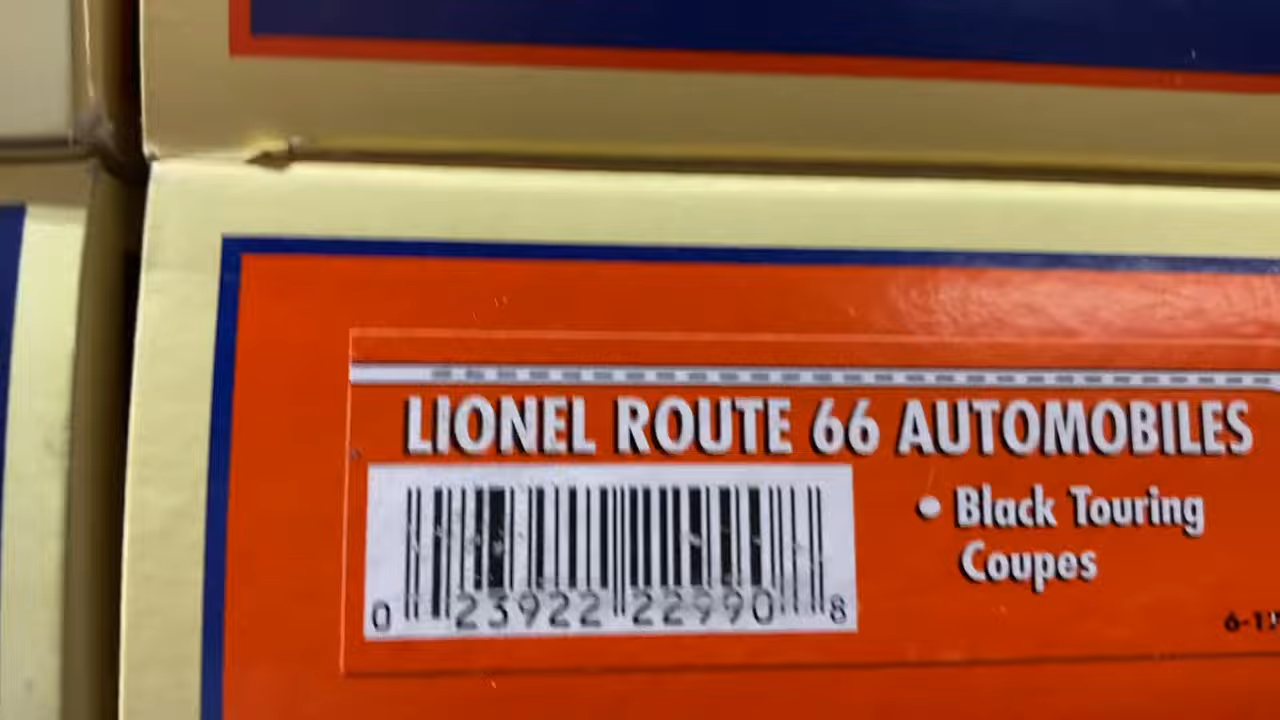 LIONEL ROUTE 66 AUTOMOBILES
• Black Touring
Coupes
0 23922 22990 8